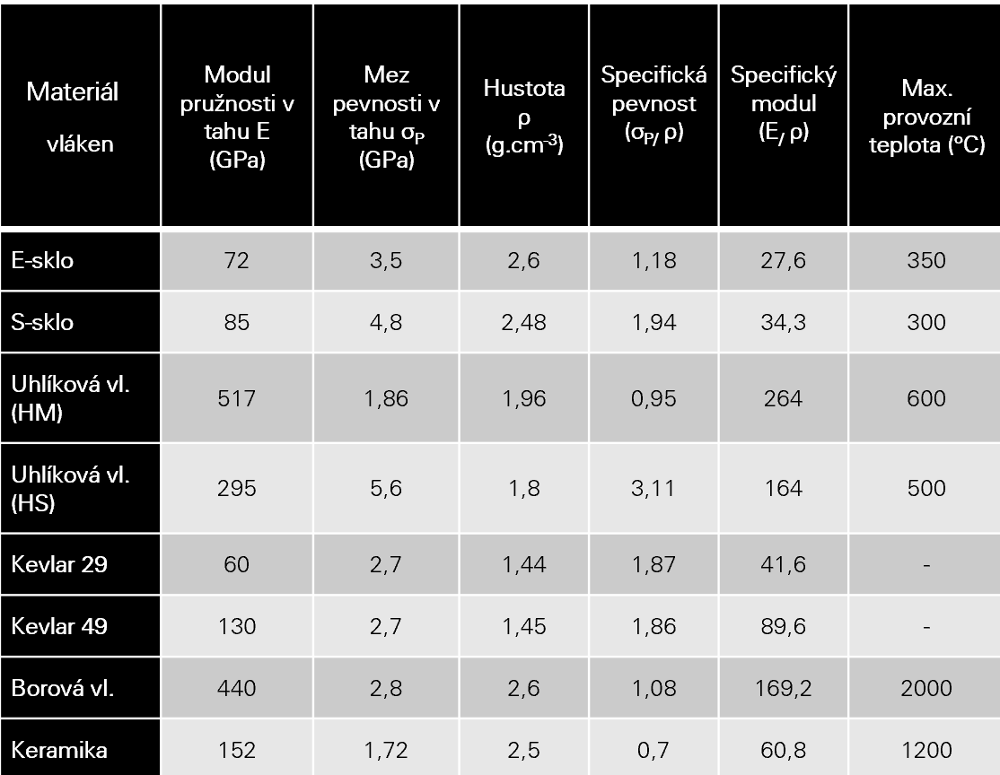 Materiál vláken | Modul pružnosti v tahu E (GPa) | Mez pevnosti v tahu σP (GPa) | Hustota ρ (g.cm-3) | Specifická pevnost (σP/ ρ) | Specifický modul (E/ ρ) | Max. provozní teplota (°C)
E-sklo | 72 | 3,5 | 2,6 | 1,18 | 27,6 | 350
S-sklo | 85 | 4,8 | 2,48 | 1,94 | 34,3 | 300
Uhlíková vl. (HM) | 517 | 1,86 | 1,96 | 0,95 | 264 | 600
Uhlíková vl. (HS) | 295 | 5,6 | 1,8 | 3,11 | 164 | 500
Kevlar 29 | 60 | 2,7 | 1,44 | 1,87 | 41,6 | -
Kevlar 49 | 130 | 2,7 | 1,45 | 1,86 | 89,6 | -
Borová vl. | 440 | 2,8 | 2,6 | 1,08 | 169,2 | 2000
Keramika | 152 | 1,72 | 2,5 | 0,7 | 60,8 | 1200